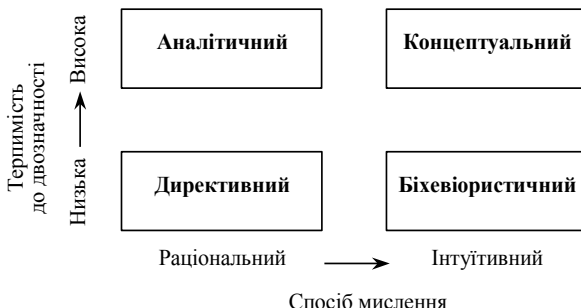 Аналітичний
Концептуальний
Терпимість
до двозначності
Висока
Низька
Директивний
Біхевіористичний
Раціональний
Інтуїтивний
Спосіб мислення